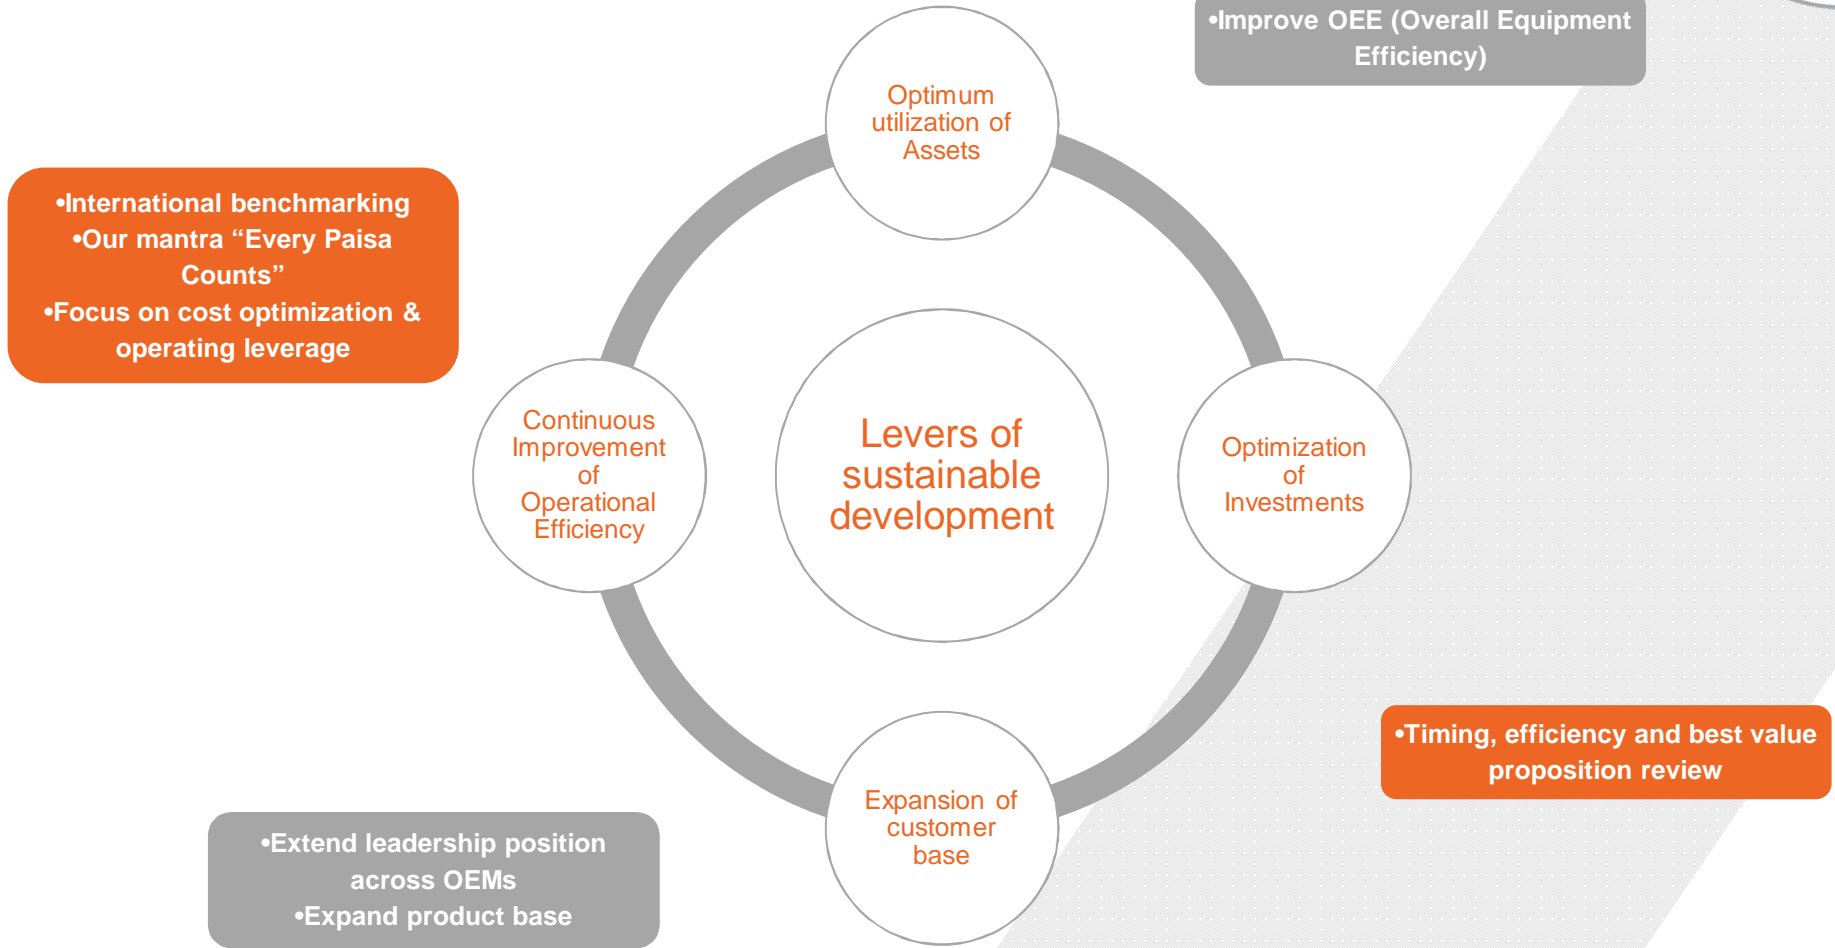 •Improve OEE (Overall Equipment
Efficiency)
Optimum
utilization of
Assets
•International benchmarking
•Our mantra “Every Paisa
Counts”
•Focus on cost optimization &
operating leverage
Continuous
Improvement
of
Operational
Efficiency
Levers of
sustainable
development
Optimization
of
Investments
•Timing, efficiency and best value
proposition review
Expansion of
customer
base
•Extend leadership position
across OEMs
•Expand product base